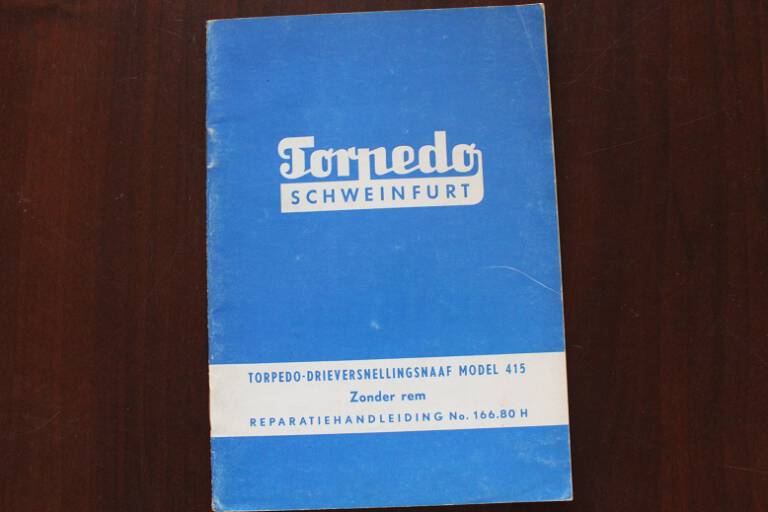 Torpedo
SCHWEINFURT
TORPEDO-DRIEVERSNELLINGSNAAF MODEL 415
Zonder rem
REPARATIEHANDLEIDING No. 166.80 H